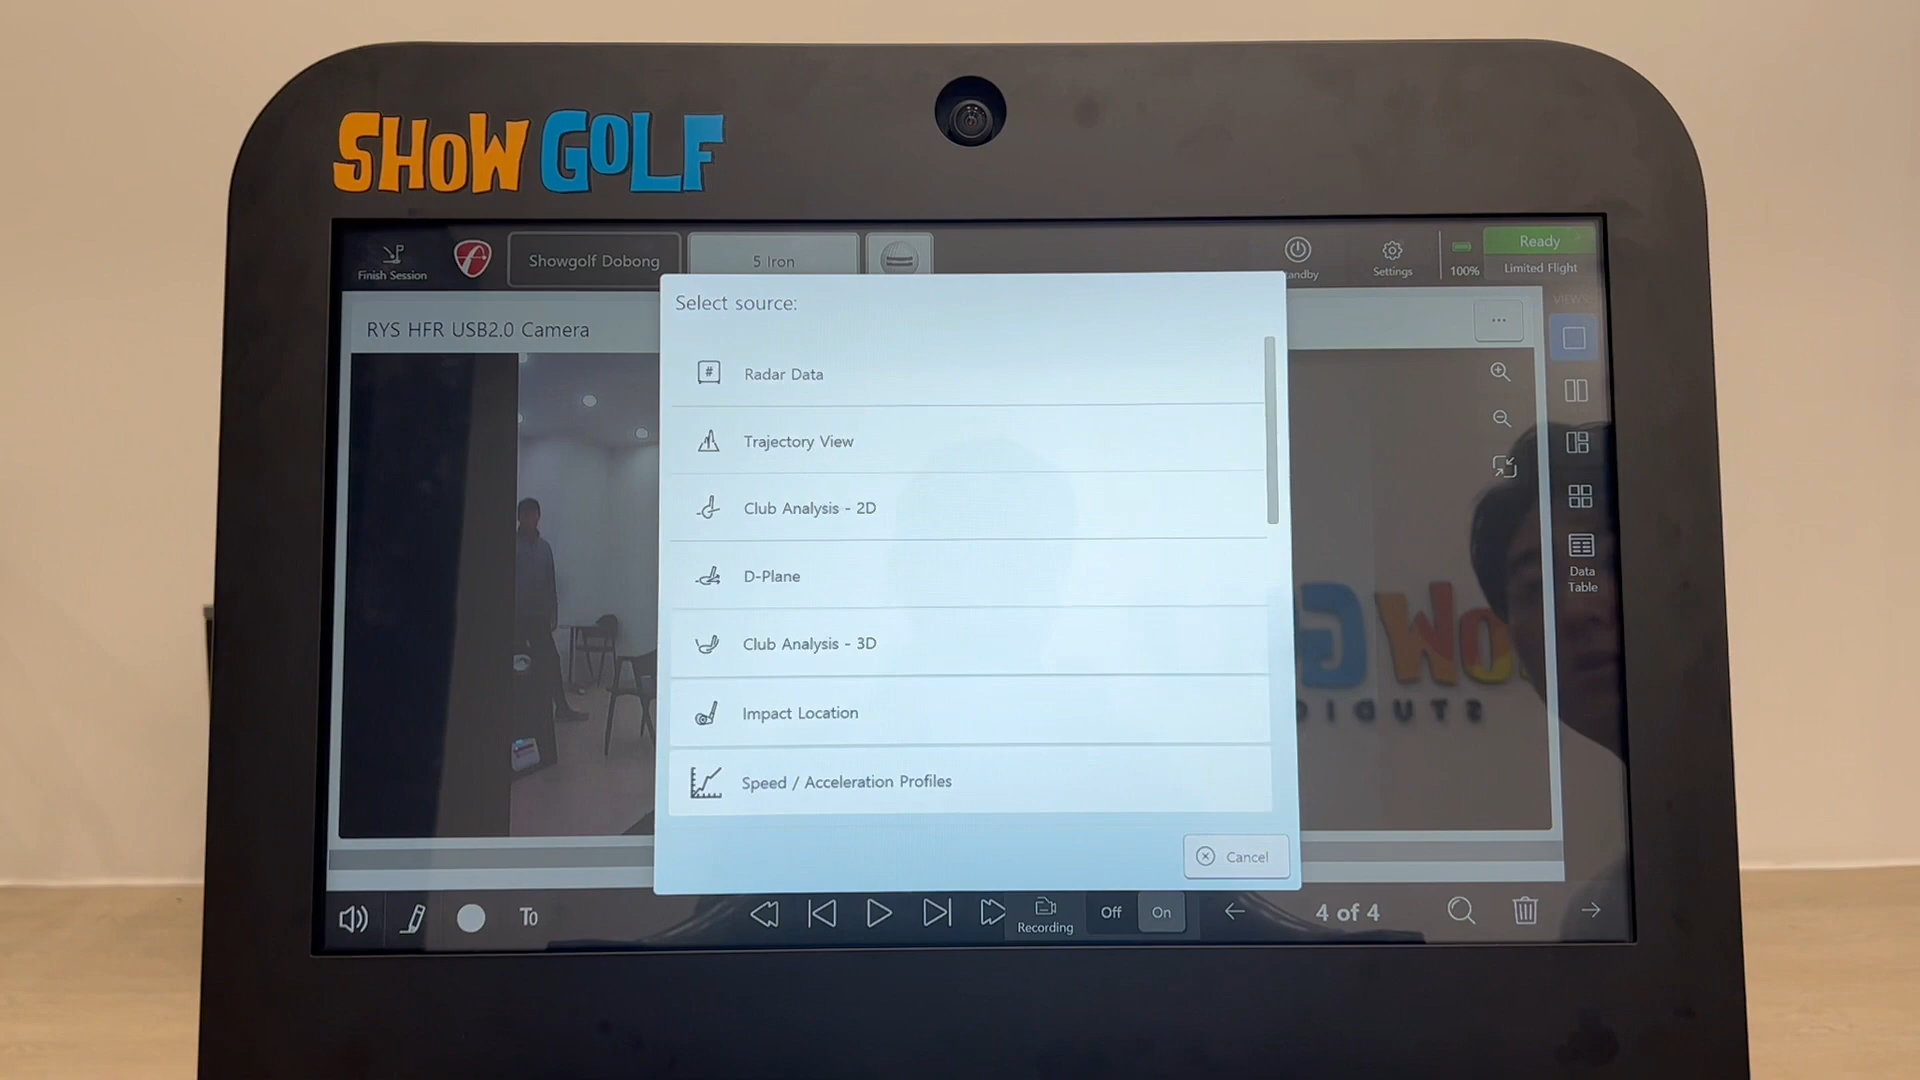 SHOW GOLF
Finish Session
Showgolf Dobong
5 Iron
andby
Settings
100%
Ready
Limited Flight
Select source:
RYS HFR USB2.0 Camera
Radar Data
Trajectory View
Club Analysis - 2D
D-Plane
Club Analysis - 3D
Impact Location
Speed / Acceleration Profiles
Cancel
Data
Table
Recording
Off
On
4 of 4
T0